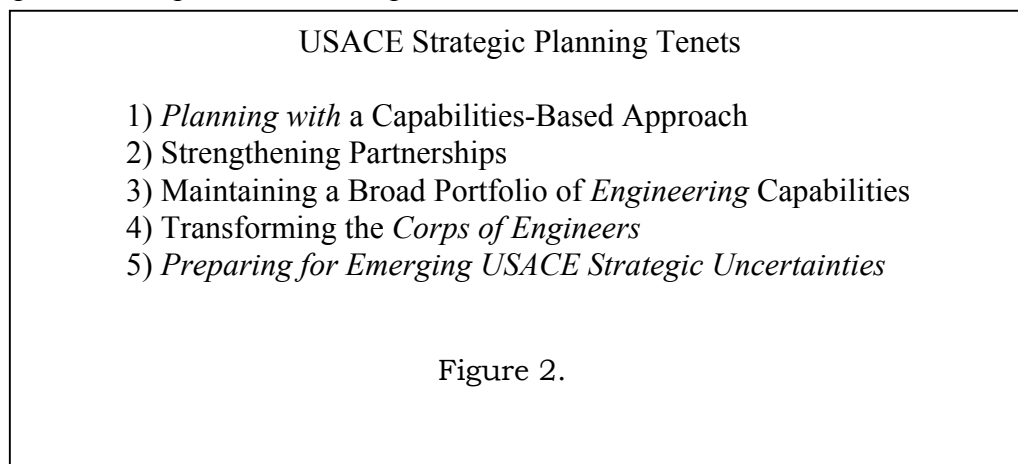 USACE Strategic Planning Tenets
1) Planning with a Capabilities-Based Approach
2) Strengthening Partnerships
3) Maintaining a Broad Portfolio of Engineering Capabilities
4) Transforming the Corps of Engineers
5) Preparing for Emerging USACE Strategic Uncertainties
Figure 2.